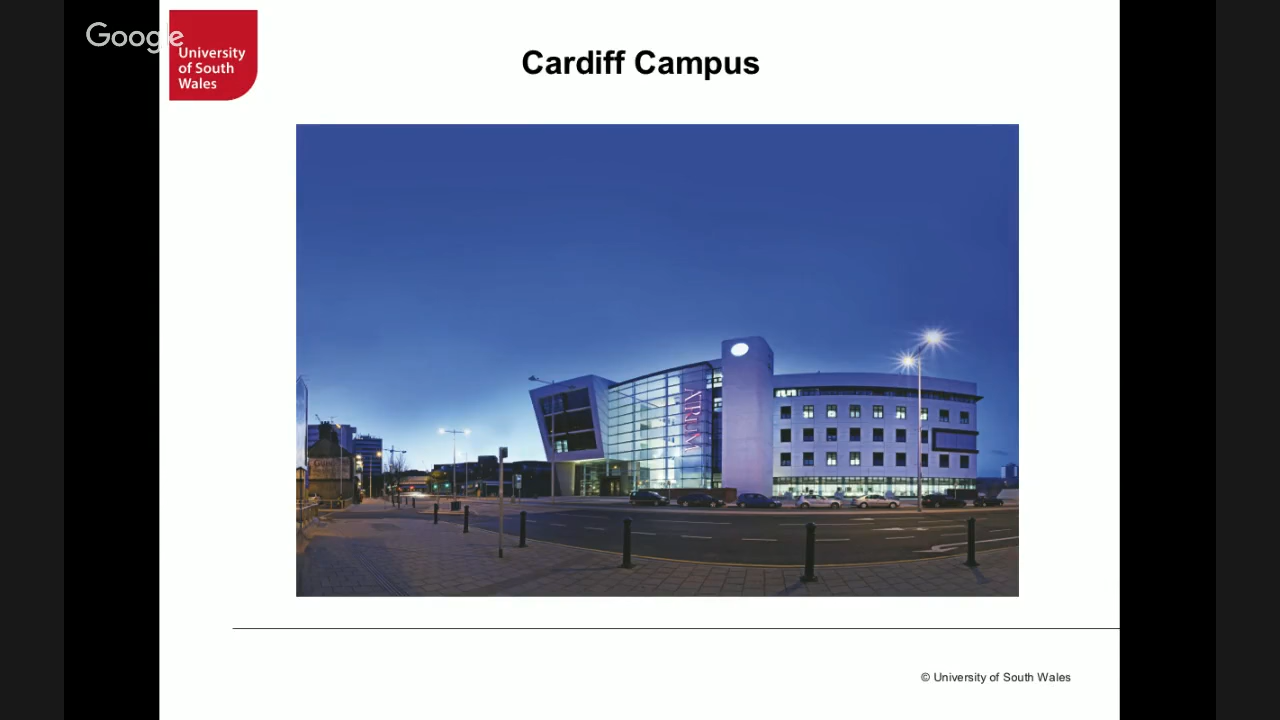 Google
University
of South
Wales
Cardiff Campus
ATRIUM
© University of South Wales